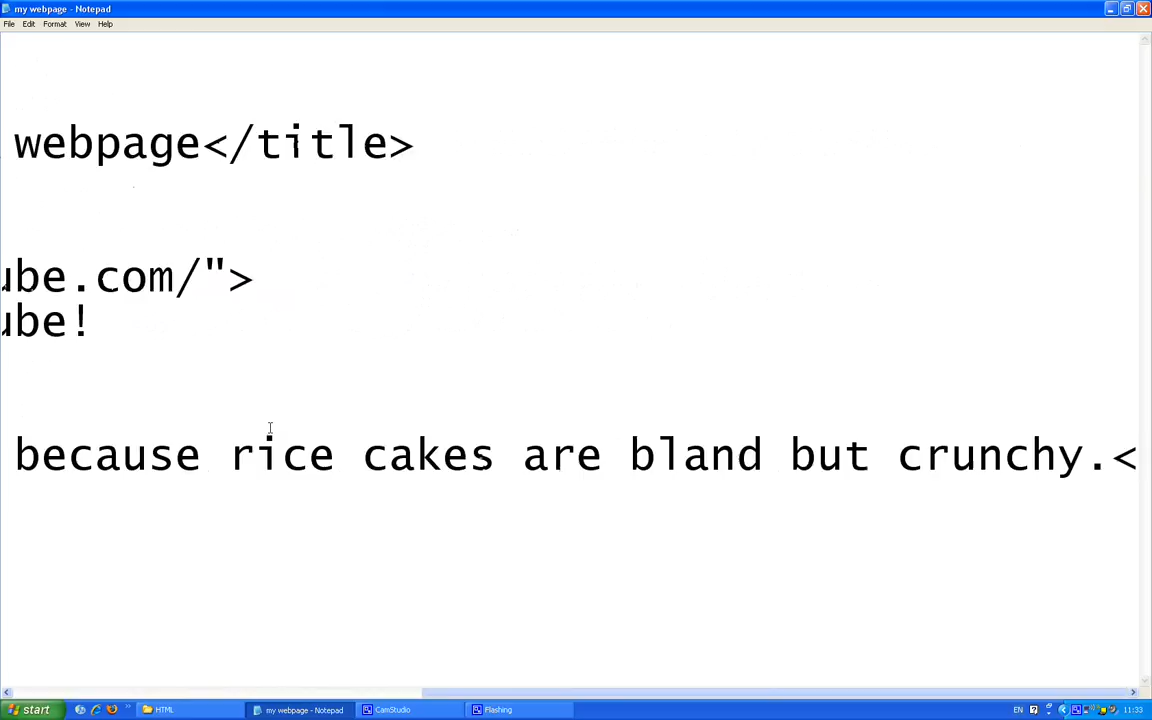 my webpage - Notepad
File Edit Format View Help
webpage</title>
ube.com/">
ube!
because rice cakes are bland but crunchy.<
start HTML my webpage - Notepad CamStudio Flashing EN 11:33